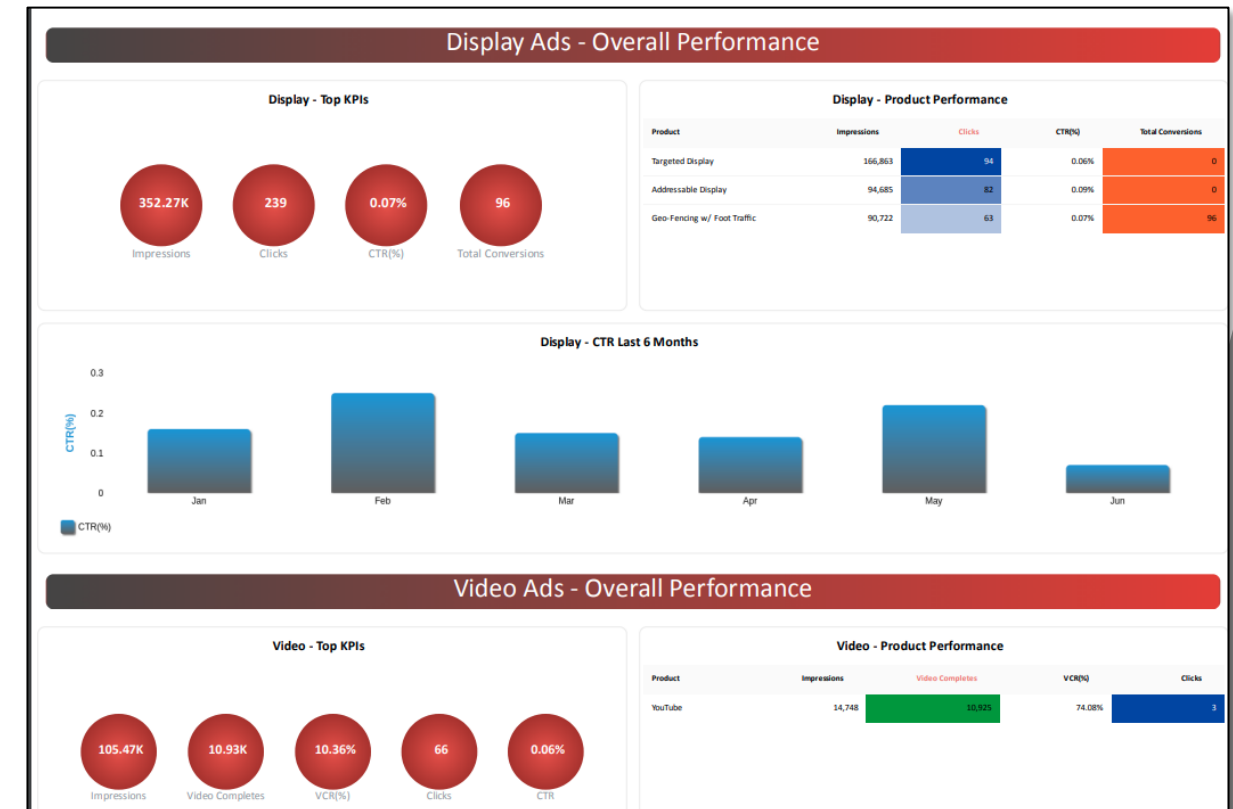 Display Ads - Overall Performance
Display - Top KPIs
352.27K
239
0.07%
96
Impressions
Clicks
CTR(%)
Total Conversions
Display - Product Performance
Product Impressions Clicks CTR(%) Total Conversions
Targeted Display 166,863 94 0.06% 0
Addressable Display 94,685 82 0.09% 0
Geo-Fencing w/ Foot Traffic 90,722 63 0.07% 96
Display - CTR Last 6 Months
CTR(%)
0.3
0.2
0.1
0
Jan Feb Mar Apr May Jun
CTR(%)
Video Ads - Overall Performance
Video - Top KPIs
105.47K
10.93K
10.36%
66
0.06%
Impressions
Video Completes
VCR(%)
Clicks
CTR
Video - Product Performance
Product Impressions Video Completes VCR(%) Clicks
YouTube 14,748 10,925 74.08% 3